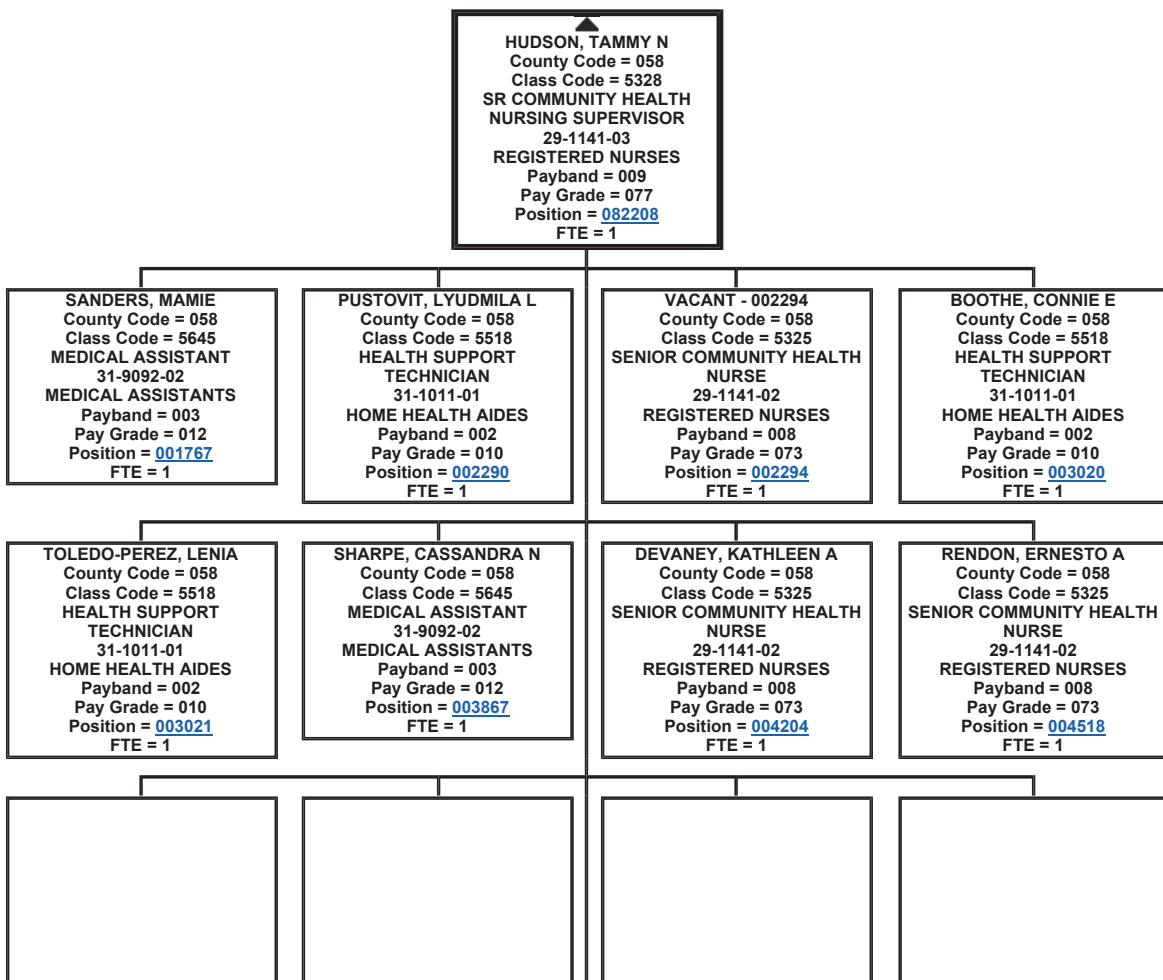 HUDSON, TAMMY N
County Code = 058
Class Code = 5328
SR COMMUNITY HEALTH
NURSING SUPERVISOR
29-1141-03
REGISTERED NURSES
Payband = 009
Pay Grade = 077
Position = 082208
FTE = 1
SANDERS, MAMIE
County Code = 058
Class Code = 5645
MEDICAL ASSISTANT
31-9092-02
MEDICAL ASSISTANTS
Payband = 003
Pay Grade = 012
Position = 001767
FTE = 1
PUSTOVIT, LYUDMILA L
County Code = 058
Class Code = 5518
HEALTH SUPPORT
TECHNICIAN
31-1011-01
HOME HEALTH AIDES
Payband = 002
Pay Grade = 010
Position = 002290
FTE = 1
VACANT - 002294
County Code = 058
Class Code = 5325
SENIOR COMMUNITY HEALTH
NURSE
29-1141-02
REGISTERED NURSES
Payband = 008
Pay Grade = 073
Position = 002294
FTE = 1
BOOTHE, CONNIE E
County Code = 058
Class Code = 5518
HEALTH SUPPORT
TECHNICIAN
31-1011-01
HOME HEALTH AIDES
Payband = 002
Pay Grade = 010
Position = 003020
FTE = 1
TOLEDO-PEREZ, LENIA
County Code = 058
Class Code = 5518
HEALTH SUPPORT
TECHNICIAN
31-1011-01
HOME HEALTH AIDES
Payband = 002
Pay Grade = 010
Position = 003021
FTE = 1
SHARPE, CASSANDRA N
County Code = 058
Class Code = 5645
MEDICAL ASSISTANT
31-9092-02
MEDICAL ASSISTANTS
Payband = 003
Pay Grade = 012
Position = 003867
FTE = 1
DEVANEY, KATHLEEN A
County Code = 058
Class Code = 5325
SENIOR COMMUNITY HEALTH
NURSE
29-1141-02
REGISTERED NURSES
Payband = 008
Pay Grade = 073
Position = 004204
FTE = 1
RENDON, ERNESTO A
County Code = 058
Class Code = 5325
SENIOR COMMUNITY HEALTH
NURSE
29-1141-02
REGISTERED NURSES
Payband = 008
Pay Grade = 073
Position = 004518
FTE = 1